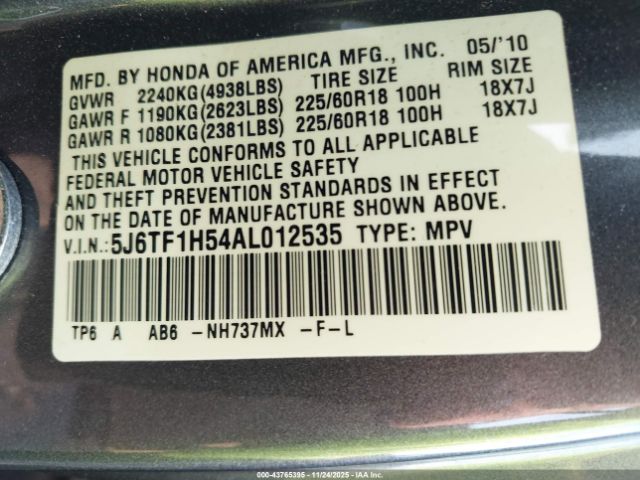 MFD. BY HONDA OF AMERICA MFG., INC. 05/'10
GVWR 2240KG(4938LBS) TIRE SIZE RIM SIZE
GAWR F 1190KG(2623LBS) 225/60R18 100H 18X7J
GAWR R 1080KG(2381LBS) 225/60R18 100H 18X7J
THIS VEHICLE CONFORMS TO ALL APPLICABLE
FEDERAL MOTOR VEHICLE SAFETY
AND THEFT PREVENTION STANDARDS IN EFFECT
ON THE DATE OF MANUFACTURE SHOWN ABOVE.
V.I.N.:5J6TF1H54AL012535 TYPE: MPV
TP6 A AB6 -NH737MX -F-L
000-43765395 - 11/24/2025 - IAAI.COM